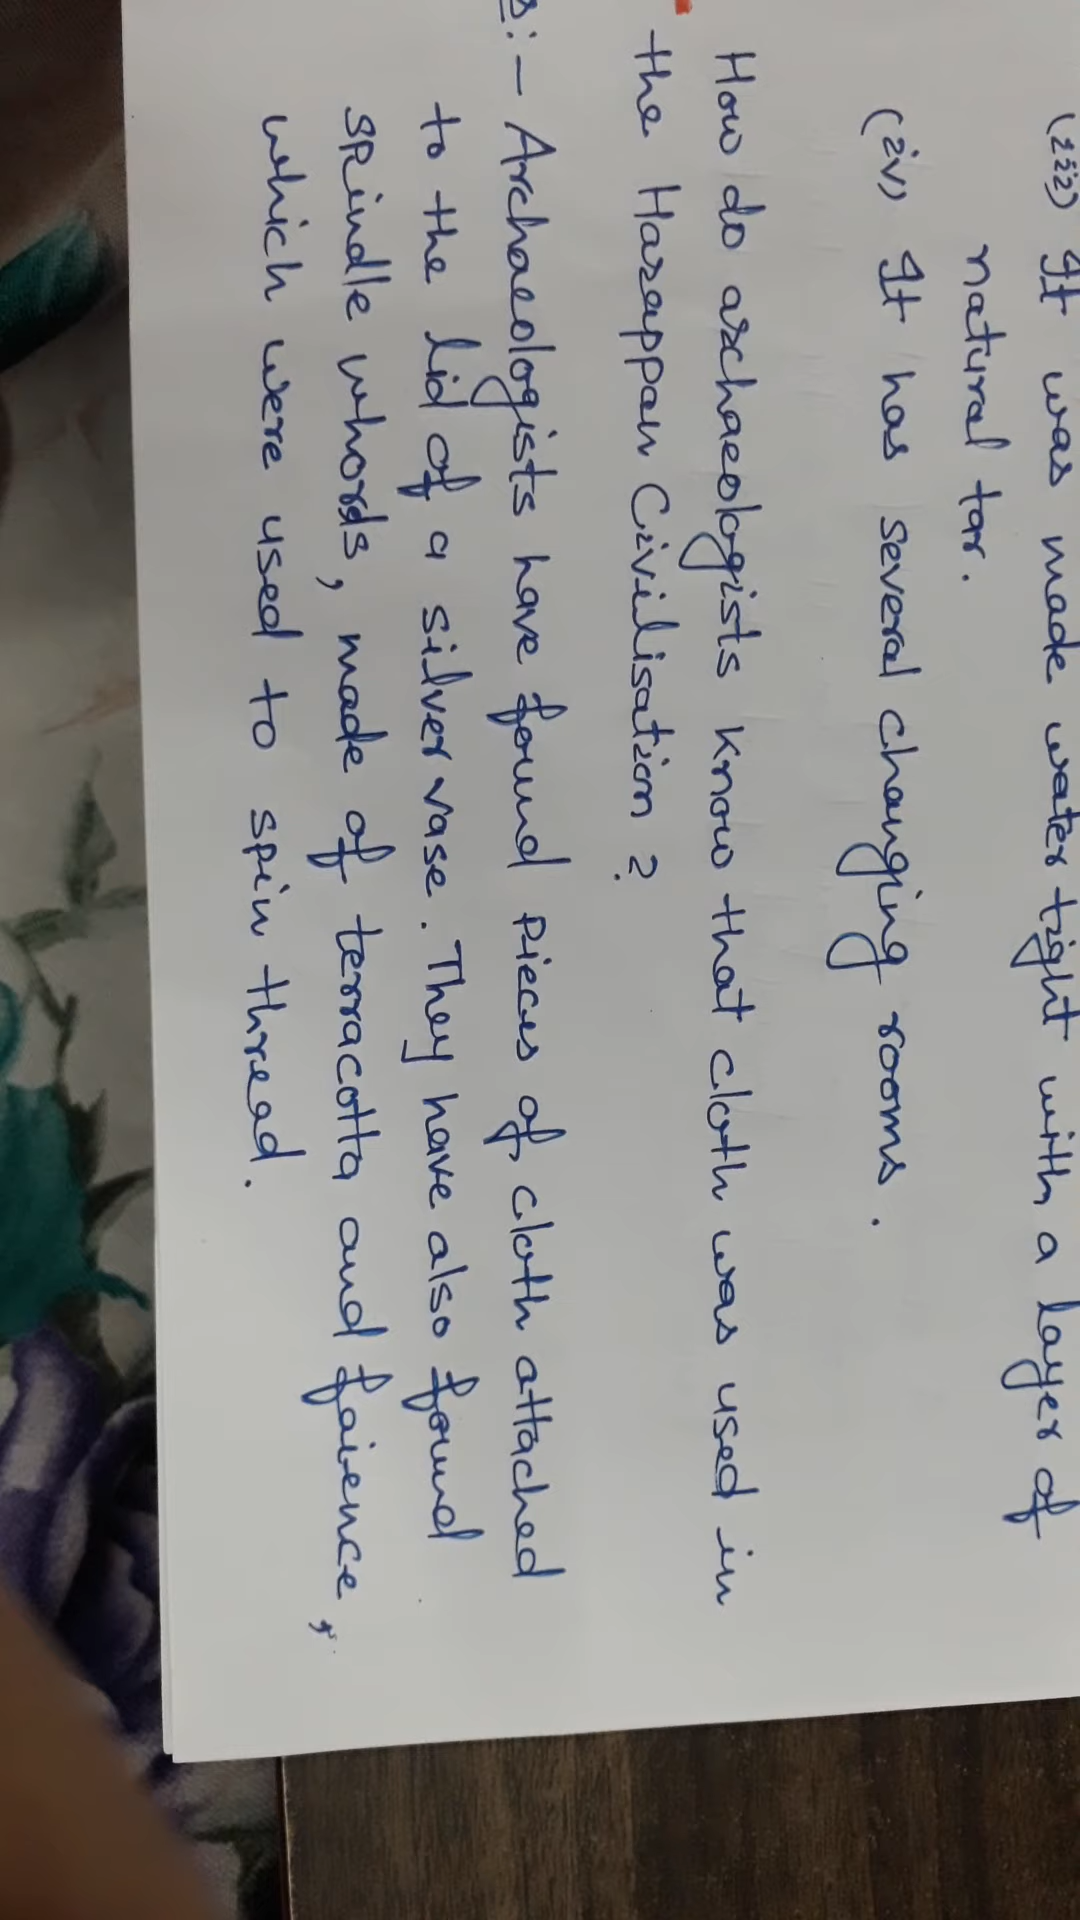 (iii) It was made water tight with a layer of
natural tar.
(iv) It has several changing rooms.
How do archaeologists know that cloth was used in
the Harappan Civilisation?
:- Archaeologists have found pieces of cloth attached
to the lid of a silver vase. They have also found
spindle whords, made of terracotta and faience,
which were used to spin thread.